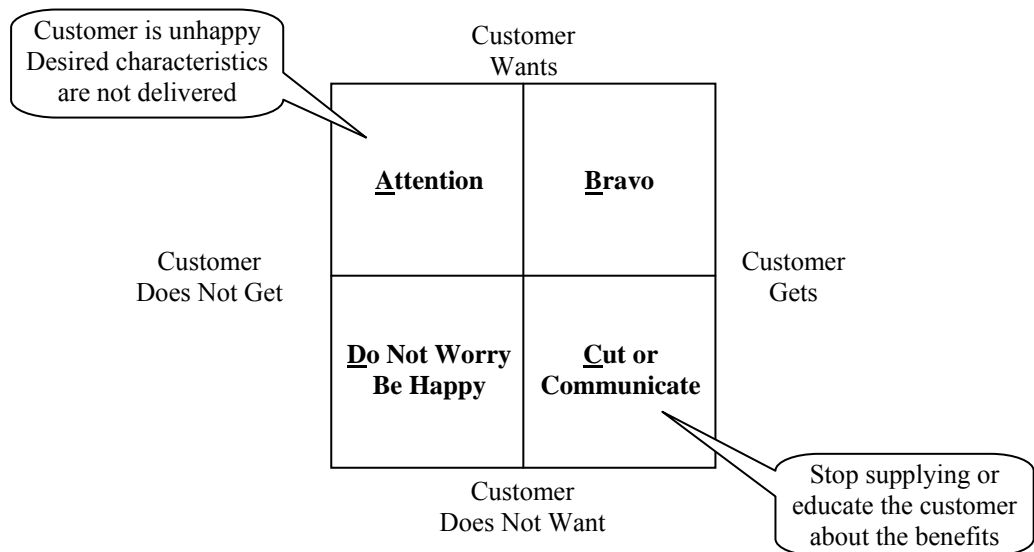 Customer is unhappy
Desired characteristics
are not delivered
Customer
Wants
Attention
Bravo
Customer
Does Not Get
Customer
Gets
Do Not Worry
Be Happy
Cut or
Communicate
Customer
Does Not Want
Stop supplying or
educate the customer
about the benefits